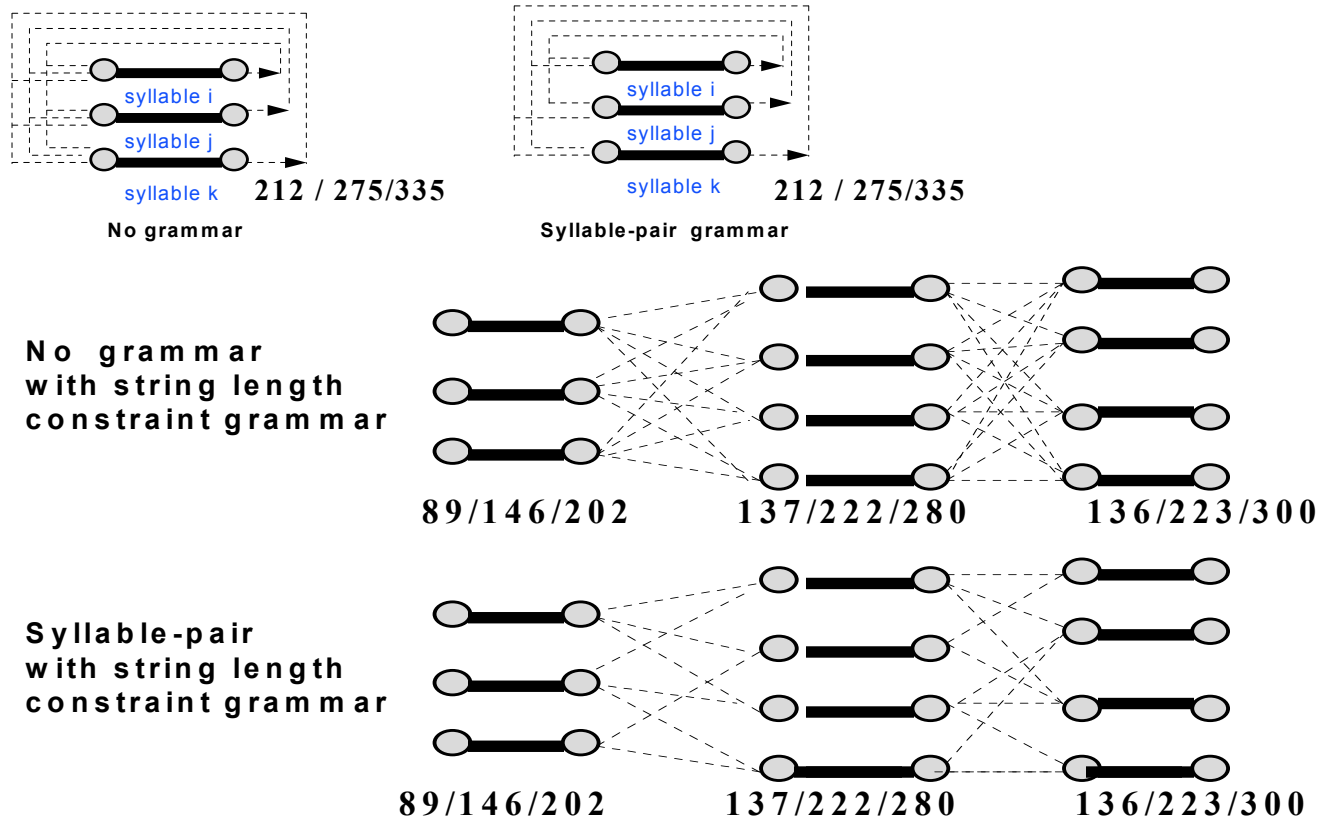 syllable i
syllable j
syllable k 212 / 275/335
No grammar
syllable i
syllable j
syllable k 212 / 275/335
Syllable-pair grammar
No grammar
with string length
constraint grammar
89/146/202 137/222/280 136/223/300
Syllable-pair
with string length
constraint grammar
89/146/202 137/222/280 136/223/300